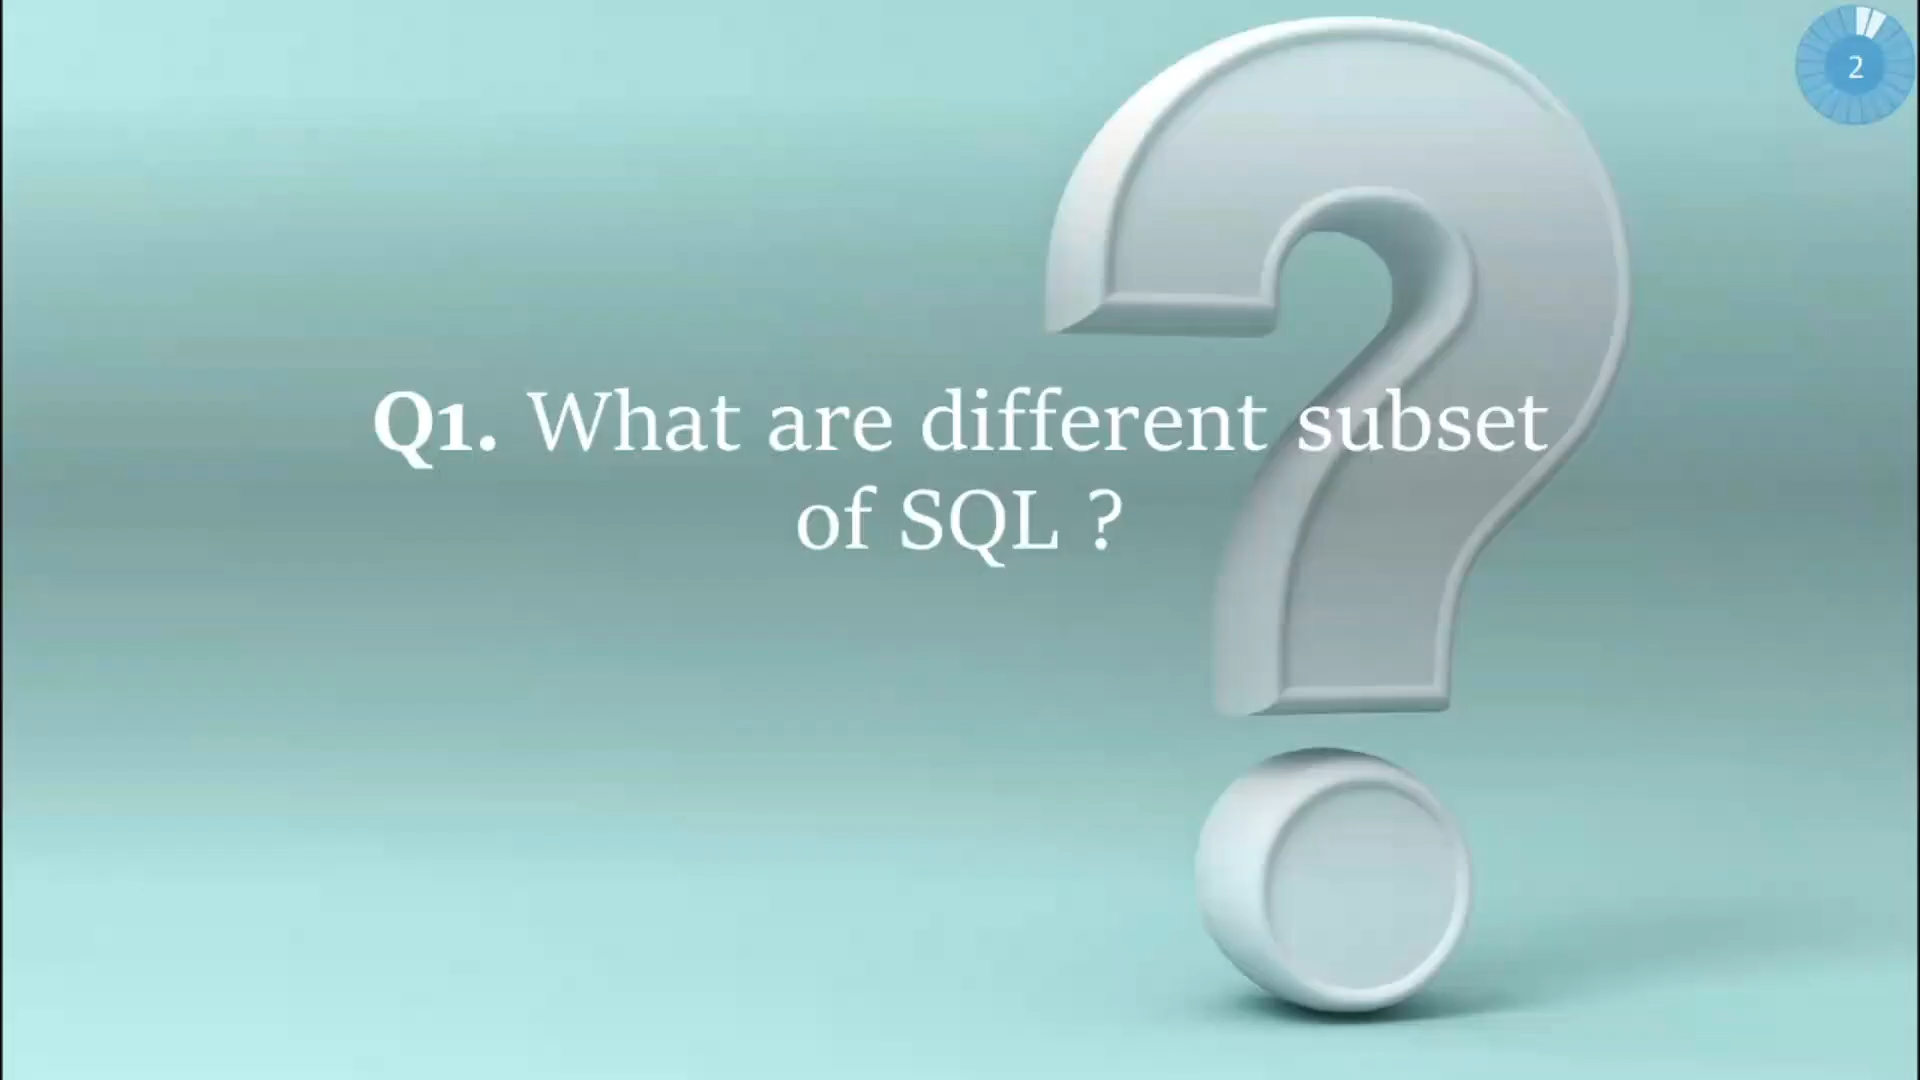 2
Q1. What are different subset
of SQL ?